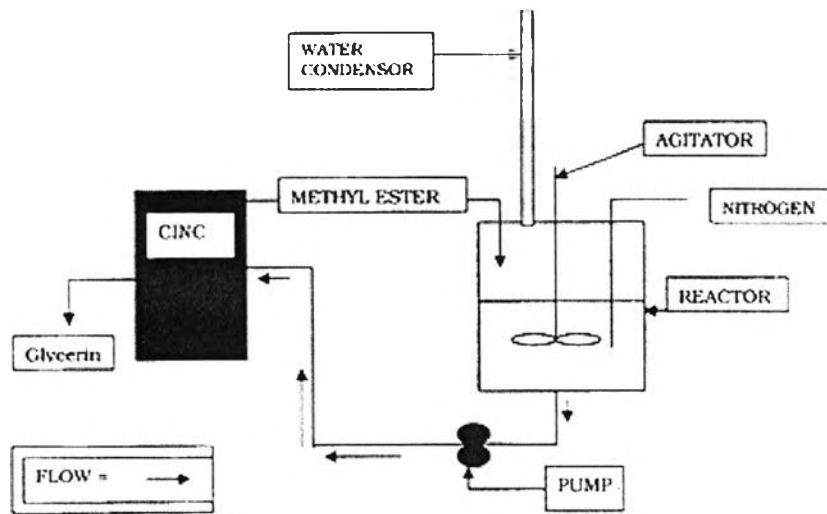 WATER
CONDENSOR
AGITATOR
METHYL ESTER
NITROGEN
CINC
REACTOR
Glycerin
FLOW =
PUMP